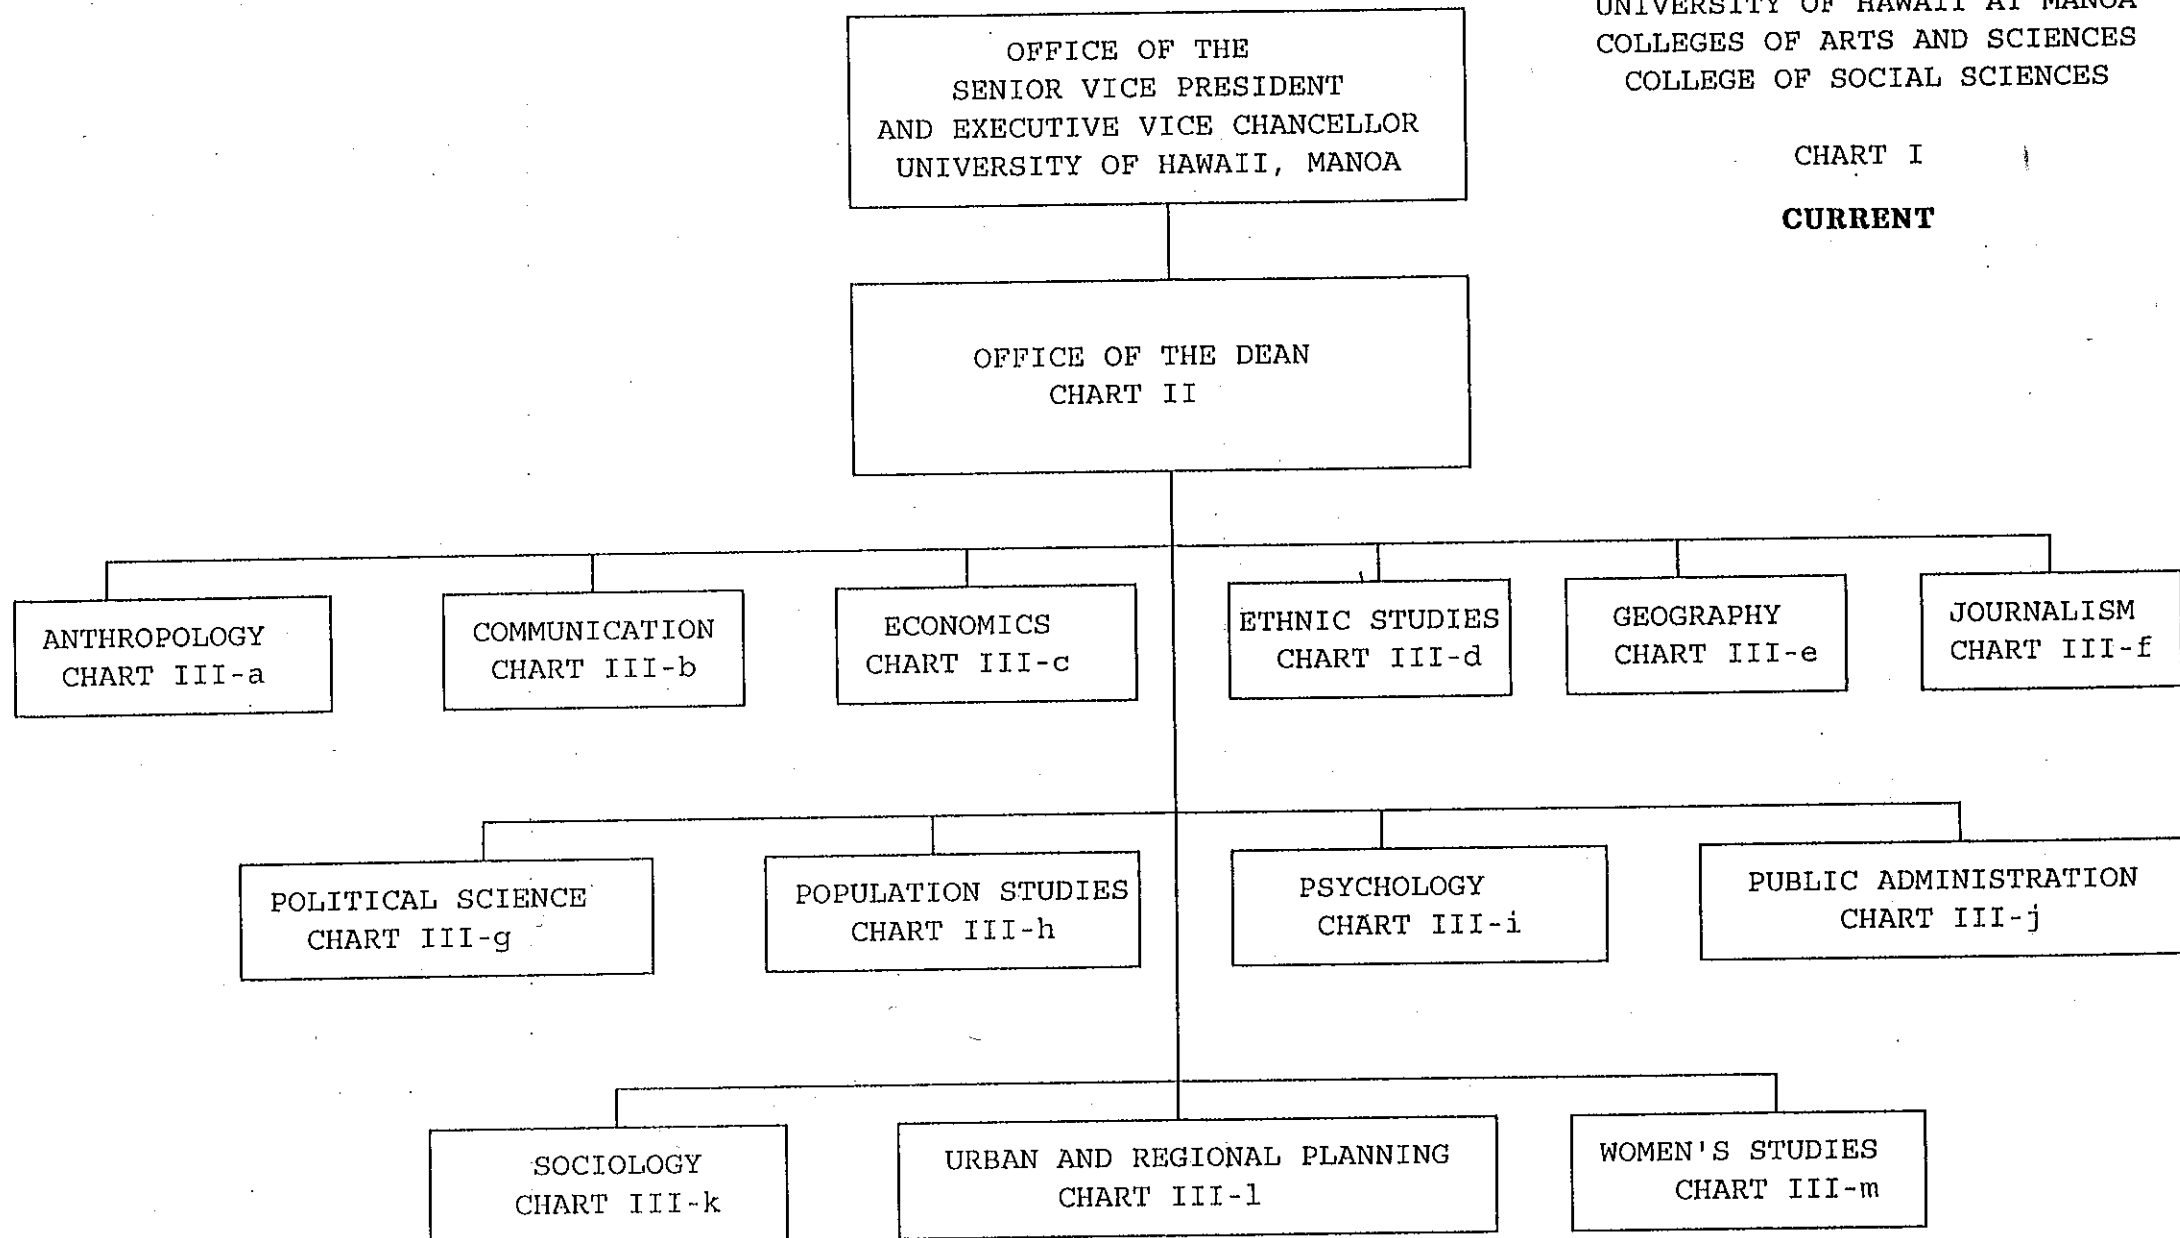 UNIVERSITY OF HAWAII AT MANOA
COLLEGES OF ARTS AND SCIENCES
COLLEGE OF SOCIAL SCIENCES
CHART I
CURRENT
OFFICE OF THE
SENIOR VICE PRESIDENT
AND EXECUTIVE VICE CHANCELLOR
UNIVERSITY OF HAWAII, MANOA
OFFICE OF THE DEAN
CHART II
ANTHROPOLOGY
CHART III-a
COMMUNICATION
CHART III-b
ECONOMICS
CHART III-c
ETHNIC STUDIES
CHART III-d
GEOGRAPHY
CHART III-e
JOURNALISM
CHART III-f
POLITICAL SCIENCE
CHART III-g
POPULATION STUDIES
CHART III-h
PSYCHOLOGY
CHART III-i
PUBLIC ADMINISTRATION
CHART III-j
SOCIOLOGY
CHART III-k
URBAN AND REGIONAL PLANNING
CHART III-l
WOMEN'S STUDIES
CHART III-m